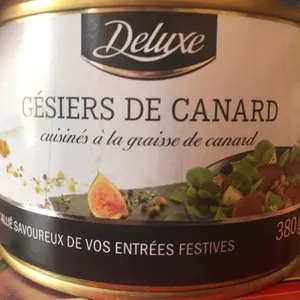 Deluxe
GÉSIERS DE CANARD
cuisinés à la graisse de canard
380g
ALLIÉ SAVOUREUX DE VOS ENTRÉES FESTIVES